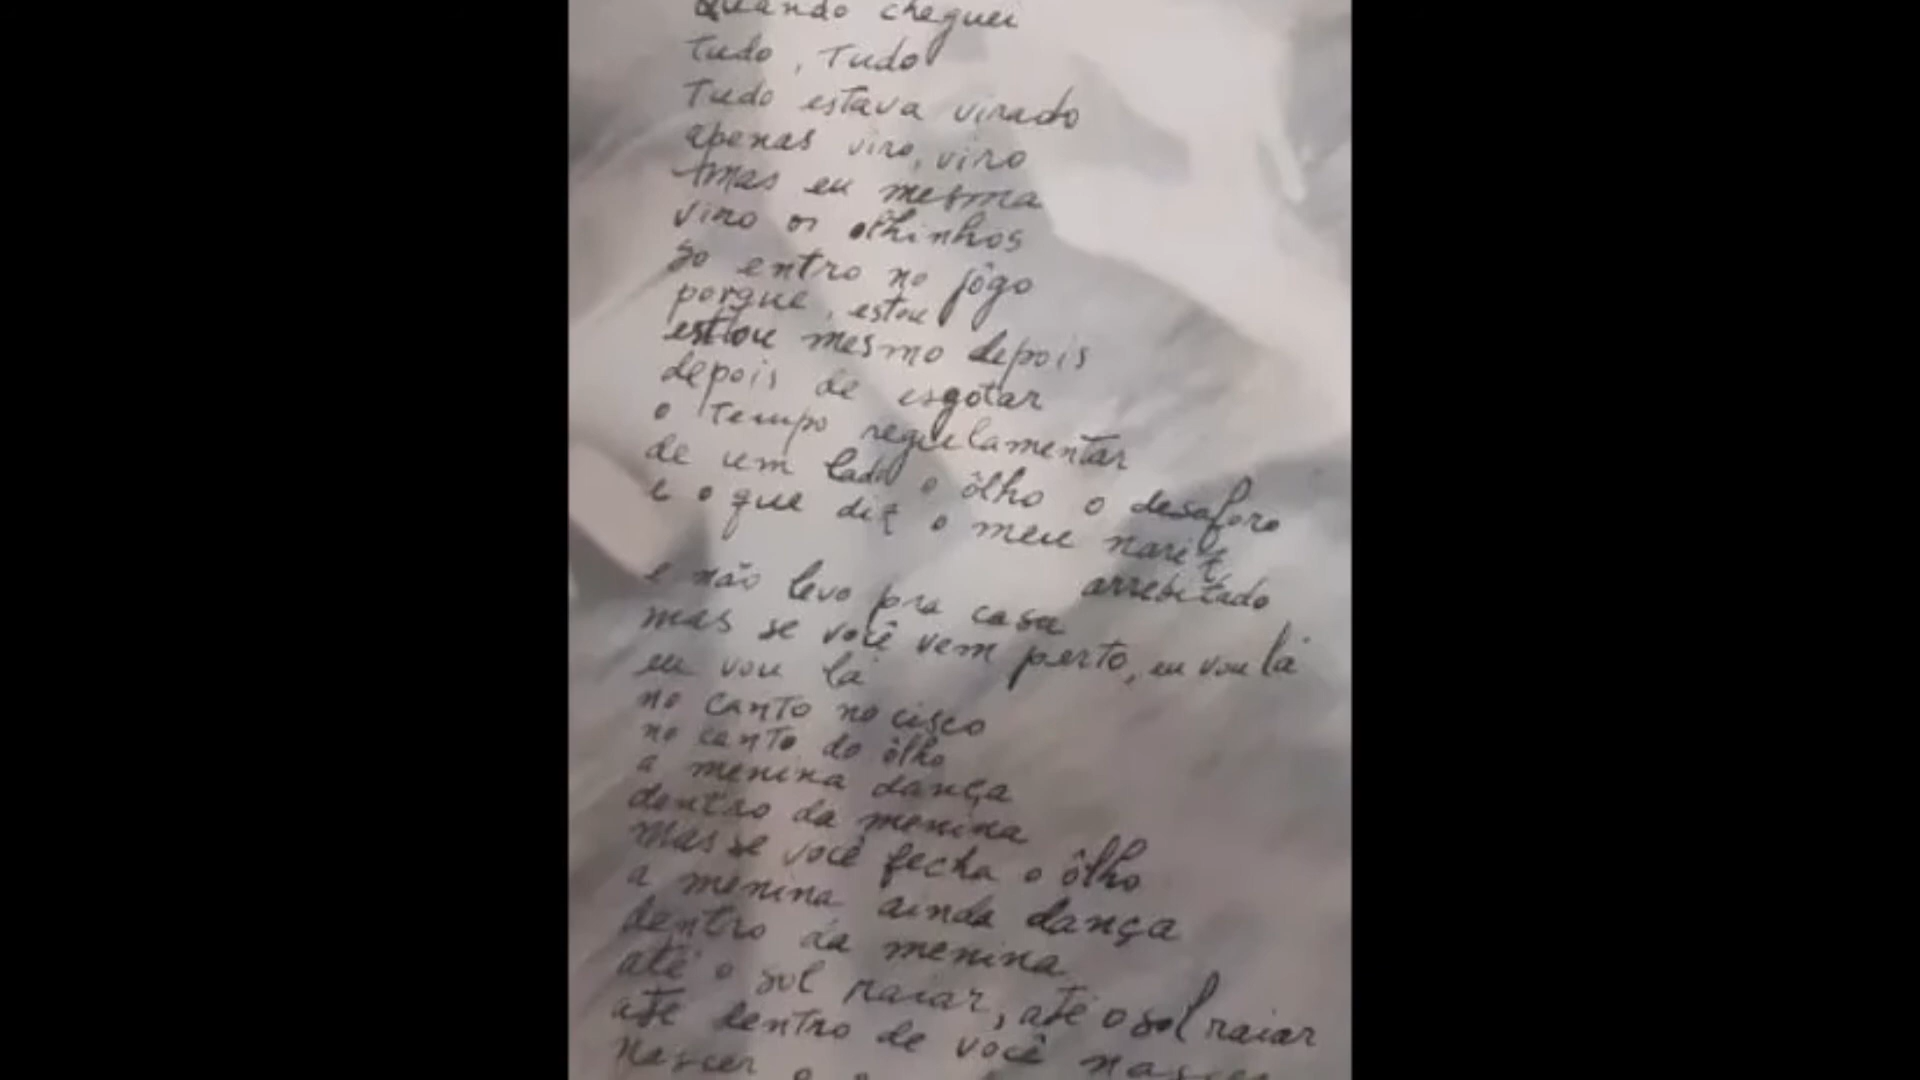 Quando cheguei
tudo, tudo
Tudo estava virado
apenas viro, viro
mas eu mesma
viro os ôlhinhos
so entro no jôgo
porque, estou
estou mesmo depois
depois de esgotar
o tempo regulamentar
de um lado o ôlho o desaforo
e o que diz o meu nariz
arrebitado
e não levo pra casa
mas se você vem perto, eu vou lá
eu vou lá
no canto no cisco
no canto do ôlho
a menina dança
dentro da menina
mas se você fecha o ôlho
a menina ainda dança
dentro da menina
até o sol raiar, até o sol raiar
até dentro de você nascer
Nascer o